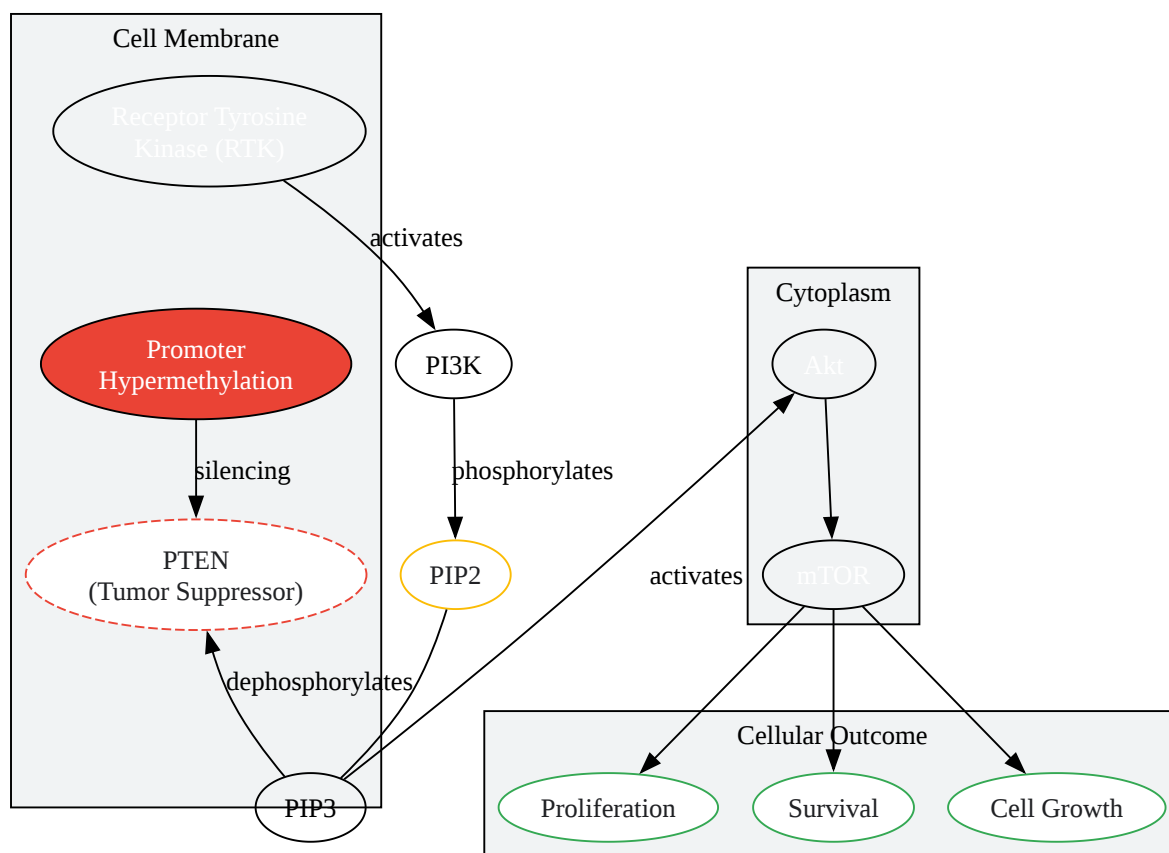 Cell Membrane
Receptor Tyrosine
Kinase (RTK)
activates
Cytoplasm
Promoter
Hypermethylation
PI3K
Akt
silencing
phosphorylates
PTEN
(Tumor Suppressor)
PIP2
activates
mTOR
dephosphorylates
Cellular Outcome
PIP3
Proliferation
Survival
Cell Growth